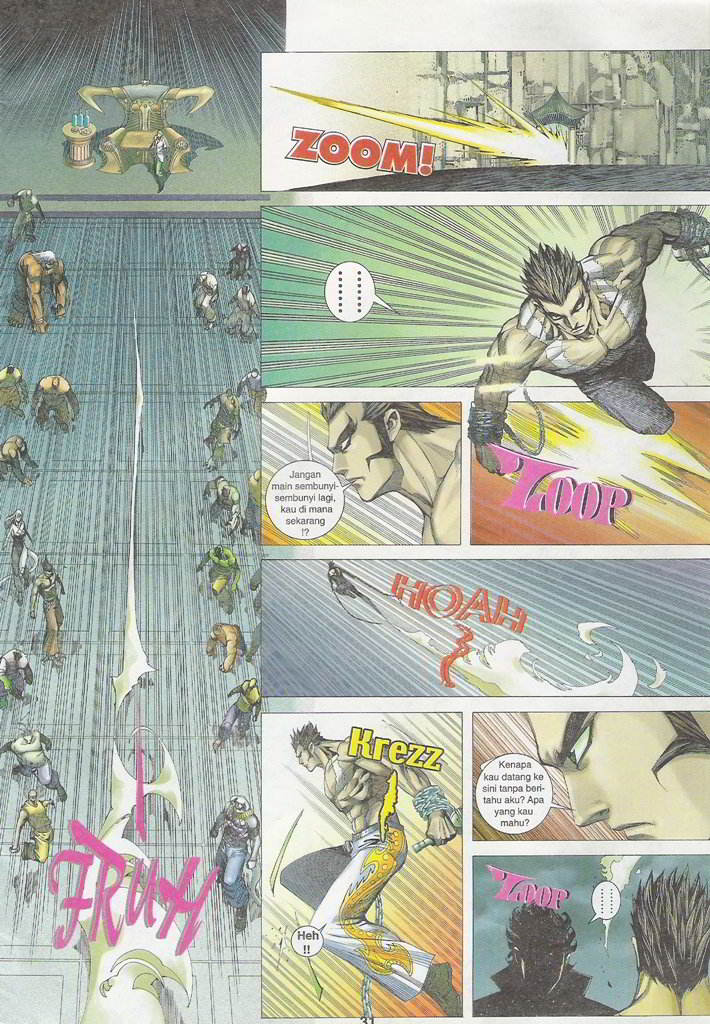 ZOOM!
Jangan
main sembunyi-
sembunyi lagi,
kau di mana
sekarang
!?
ZOOP
HOAH
Krezz
Heh
!!
Kenapa
kau datang ke
sini tanpa beri-
tahu aku? Apa
yang kau
mahu?
ZOOP
FRUH
31